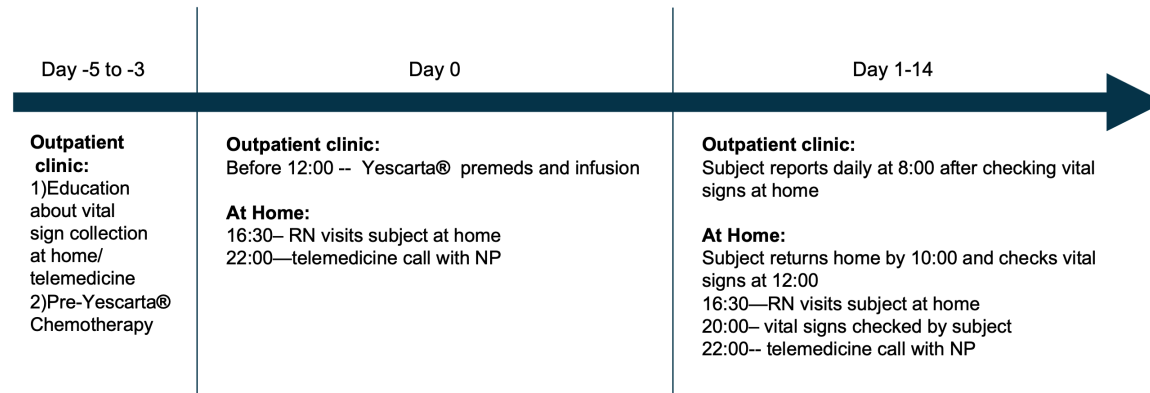 Day -5 to -3
Day 0
Day 1-14
Outpatient
clinic:
1)Education
about vital
sign collection
at home/
telemedicine
2)Pre-Yescarta®
Chemotherapy
Outpatient clinic:
Before 12:00 -- Yescarta® premeds and infusion
At Home:
16:30– RN visits subject at home
22:00—telemedicine call with NP
Outpatient clinic:
Subject reports daily at 8:00 after checking vital
signs at home
At Home:
Subject returns home by 10:00 and checks vital
signs at 12:00
16:30—RN visits subject at home
20:00– vital signs checked by subject
22:00-- telemedicine call with NP